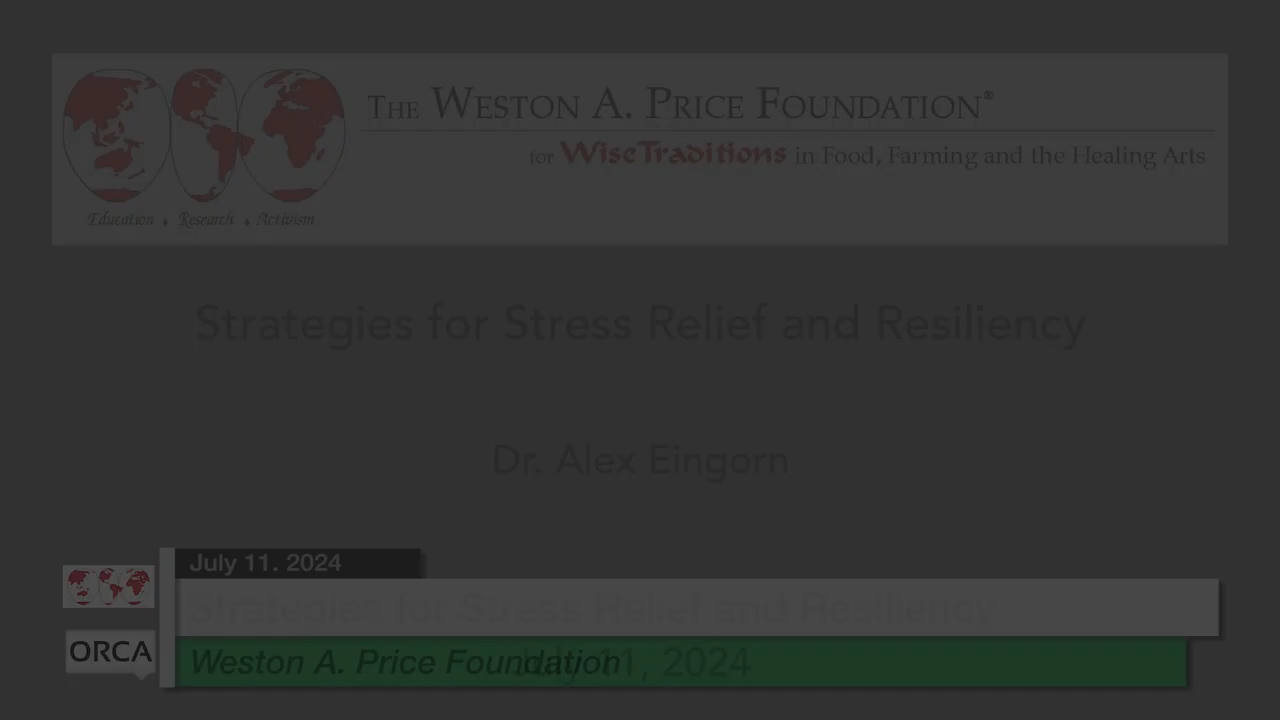 THE WESTON A. PRICE FOUNDATION®
for WiseTraditions in Food, Farming and the Healing Arts
Education • Research • Activism
Strategies for Stress Relief and Resiliency
Dr. Alex Eingorn
July 11. 2024
Strategies for Stress Relief and Resiliency
ORCA
Weston A. Price Foundation
July 11, 2024